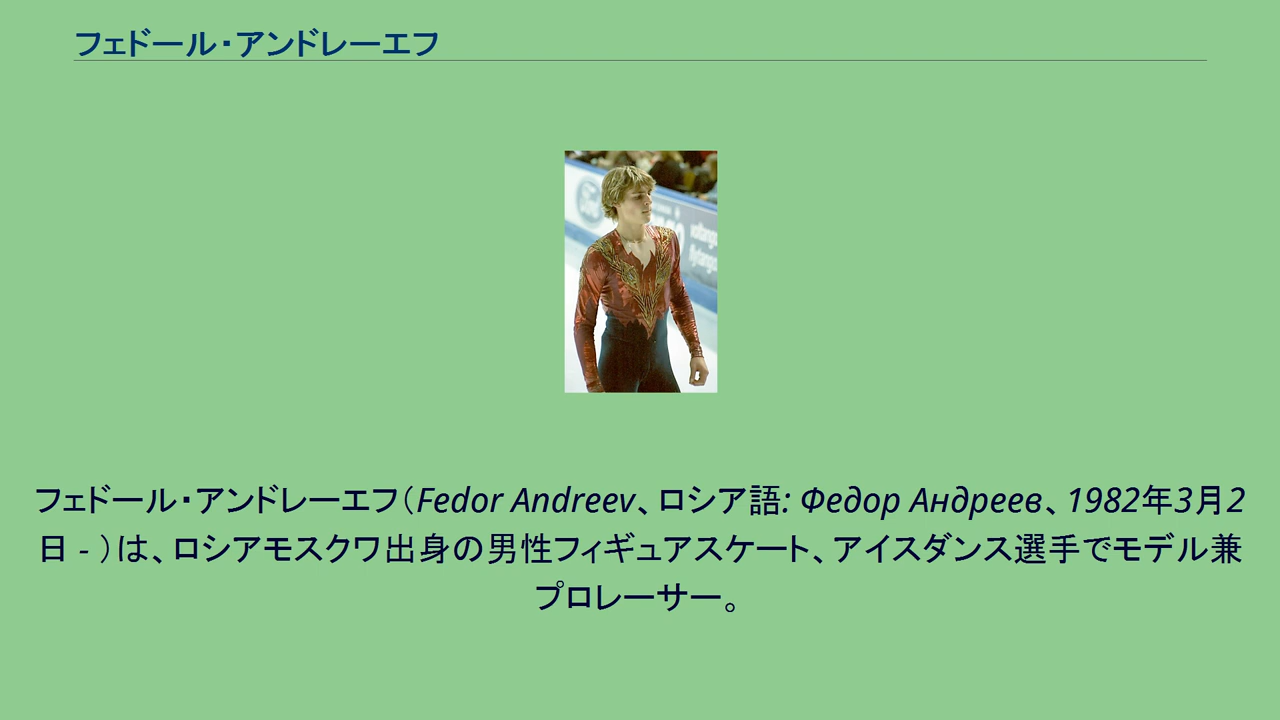 フェドール・アンドレーエフ
フェドール・アンドレーエフ（Fedor Andreev、ロシア語: Федор Андреев、1982年3月2
日 - ）は、ロシアモスクワ出身の男性フィギュアスケート、アイスダンス選手でモデル兼
プロレーサー。